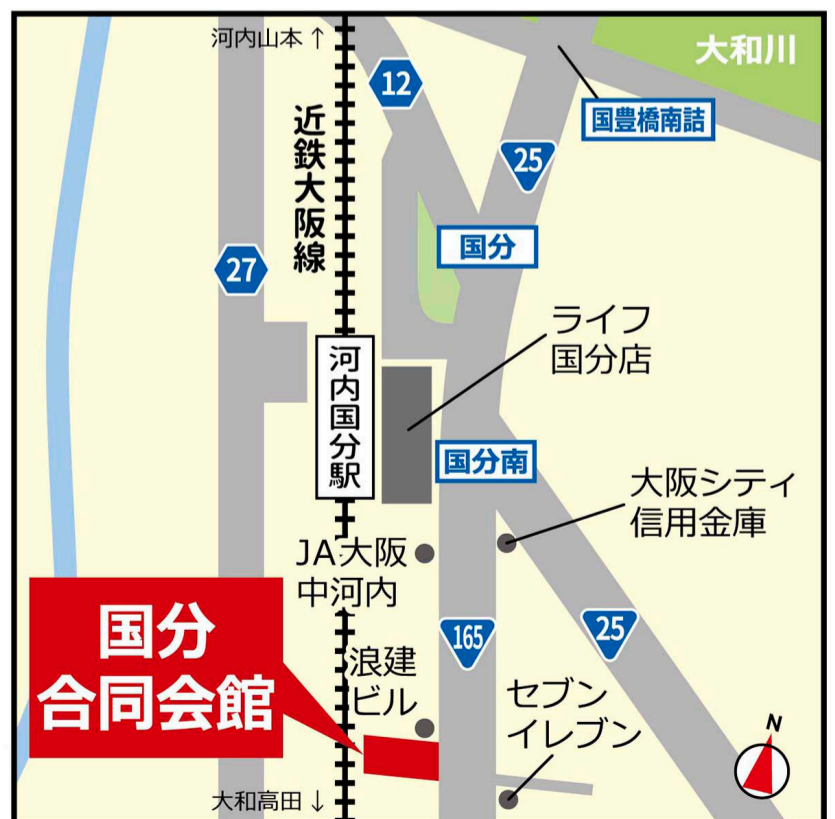 河内山本↑
大和川
12
国豊橋南詰
近鉄大阪線
25
国分
27
ライフ
国分店
河内国分駅
国分南
大阪シティ
信用金庫
JA大阪
中河内
国分
合同会館
165
25
浪建
ビル
セブン
イレブン
N
大和高田↓